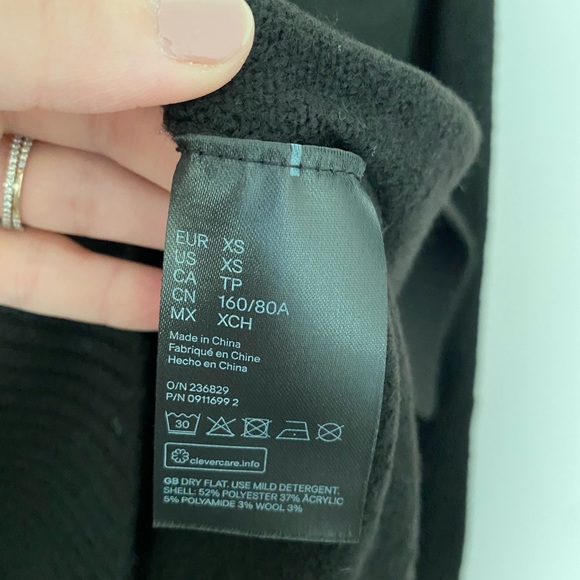 EUR XS
US XS
CA TP
CN 160/80A
MX XCH
Made in China
Fabriqué en Chine
Hecho en China
O/N 236829
P/N 0911699 2
30
clevercare.info
GB DRY FLAT. USE MILD DETERGENT.
SHELL: 52% POLYESTER 37% ACRYLIC
5% POLYAMIDE 3% WOOL 3%